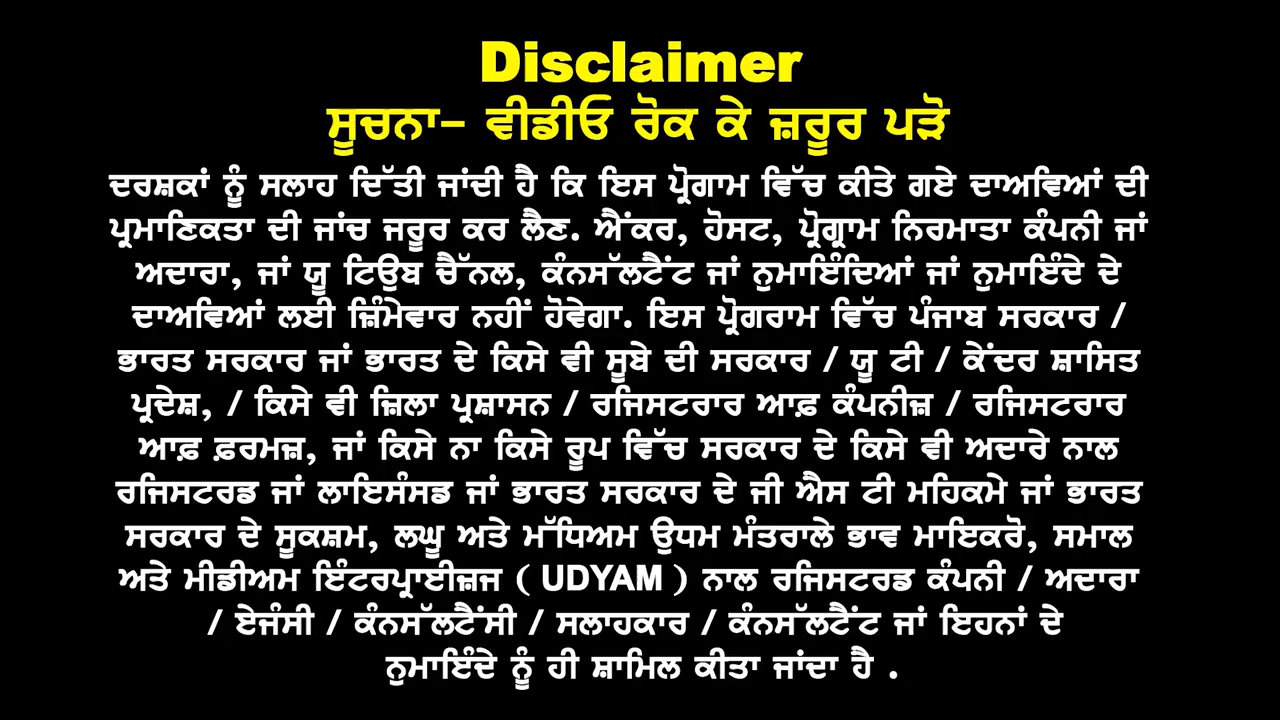 Disclaimer
ਸੂਚਨਾ- ਵੀਡੀਓ ਰੋਕ ਕੇ ਜ਼ਰੂਰ ਪੜੋ
ਦਰਸ਼ਕਾਂ ਨੂੰ ਸਲਾਹ ਦਿੱਤੀ ਜਾਂਦੀ ਹੈ ਕਿ ਇਸ ਪ੍ਰੋਗਾਮ ਵਿੱਚ ਕੀਤੇ ਗਏ ਦਾਅਵਿਆਂ ਦੀ
ਪ੍ਰਮਾਣਿਕਤਾ ਦੀ ਜਾਂਚ ਜਰੂਰ ਕਰ ਲੈਣ. ਐਂਕਰ, ਹੋਸਟ, ਪ੍ਰੋਗ੍ਰਾਮ ਨਿਰਮਾਤਾ ਕੰਪਨੀ ਜਾਂ
ਅਦਾਰਾ, ਜਾਂ ਯੂ ਟਿਊਬ ਚੈੱਨਲ, ਕੰਨਸੱਲਟੈਂਟ ਜਾਂ ਨੁਮਾਇੰਦਿਆਂ ਜਾਂ ਨੁਮਾਇੰਦੇ ਦੇ
ਦਾਅਵਿਆਂ ਲਈ ਜ਼ਿੰਮੇਵਾਰ ਨਹੀਂ ਹੋਵੇਗਾ. ਇਸ ਪ੍ਰੋਗਰਾਮ ਵਿੱਚ ਪੰਜਾਬ ਸਰਕਾਰ /
ਭਾਰਤ ਸਰਕਾਰ ਜਾਂ ਭਾਰਤ ਦੇ ਕਿਸੇ ਵੀ ਸੂਬੇ ਦੀ ਸਰਕਾਰ / ਯੂ ਟੀ / ਕੇਂਦਰ ਸ਼ਾਸਿਤ
ਪ੍ਰਦੇਸ਼, / ਕਿਸੇ ਵੀ ਜ਼ਿਲਾ ਪ੍ਰਸ਼ਾਸਨ / ਰਜਿਸਟਰਾਰ ਆਫ਼ ਕੰਪਨੀਜ਼ / ਰਜਿਸਟਰਾਰ
ਆਫ਼ ਫ਼ਰਮਜ਼, ਜਾਂ ਕਿਸੇ ਨਾ ਕਿਸੇ ਰੂਪ ਵਿੱਚ ਸਰਕਾਰ ਦੇ ਕਿਸੇ ਵੀ ਅਦਾਰੇ ਨਾਲ
ਰਜਿਸਟਰਡ ਜਾਂ ਲਾਇਸੰਸਡ ਜਾਂ ਭਾਰਤ ਸਰਕਾਰ ਦੇ ਜੀ ਐਸ ਟੀ ਮਹਿਕਮੇ ਜਾਂ ਭਾਰਤ
ਸਰਕਾਰ ਦੇ ਸੂਕਸ਼ਮ, ਲਘੂ ਅਤੇ ਮੱਧਿਅਮ ਉਧਮ ਮੰਤਰਾਲੇ ਭਾਵ ਮਾਇਕਰੋ, ਸਮਾਲ
ਅਤੇ ਮੀਡੀਅਮ ਇੰਟਰਪ੍ਰਾਈਜ਼ਜ ( UDYAM ) ਨਾਲ ਰਜਿਸਟਰਡ ਕੰਪਨੀ / ਅਦਾਰਾ
/ ਏਜੰਸੀ / ਕੰਨਸੱਲਟੈਂਸੀ / ਸਲਾਹਕਾਰ / ਕੰਨਸੱਲਟੈਂਟ ਜਾਂ ਇਹਨਾਂ ਦੇ
ਨੁਮਾਇੰਦੇ ਨੂੰ ਹੀ ਸ਼ਾਮਿਲ ਕੀਤਾ ਜਾਂਦਾ ਹੈ .